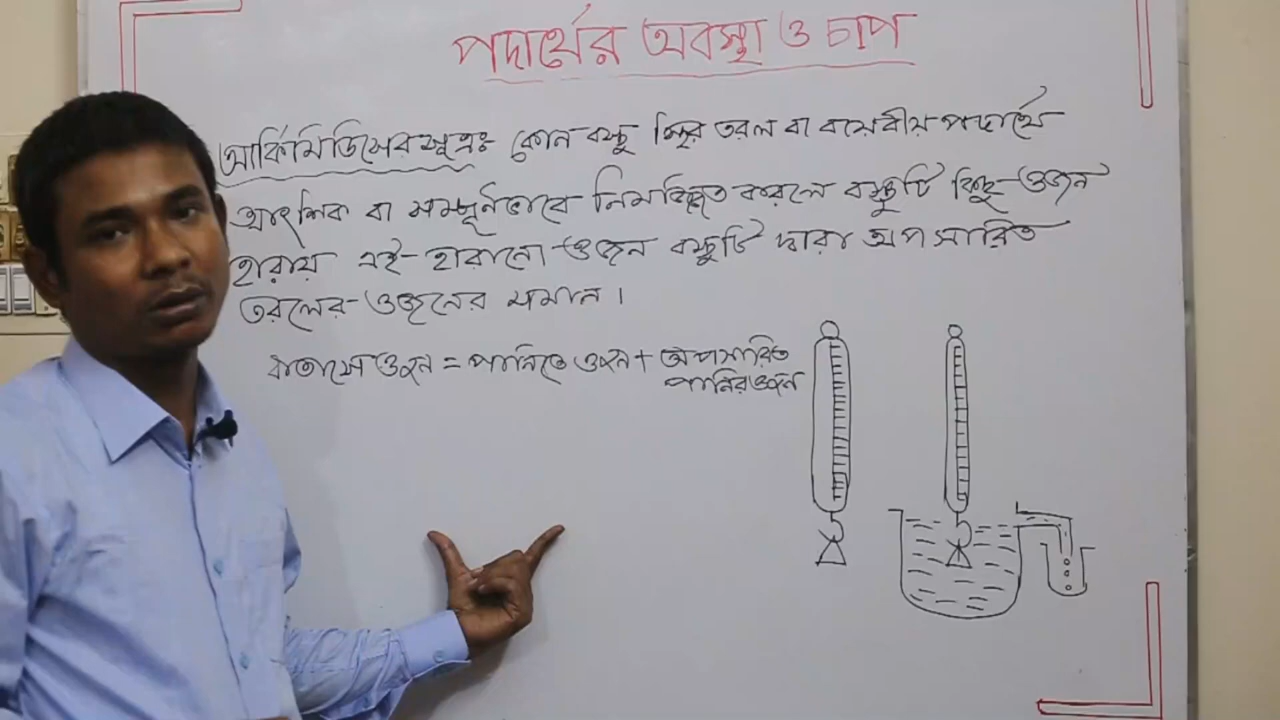 পদার্থের অবস্থা ও চাপ
আর্কিমিডিসের সূত্রঃ কোন বস্তু স্থির তরল বা বায়েবীয় পদার্থে
আংশিক বা সম্পূর্নভাবে নিমজ্জিত করলে বস্তুটি কিছু ওজন
হারায় এই হারানো ওজন বস্তুটি দারা অপসারিত
তরলের ওজনের সমান।
বাতাসে ওজন = পানিতে ওজন + অপসারিত
পানির ওজন